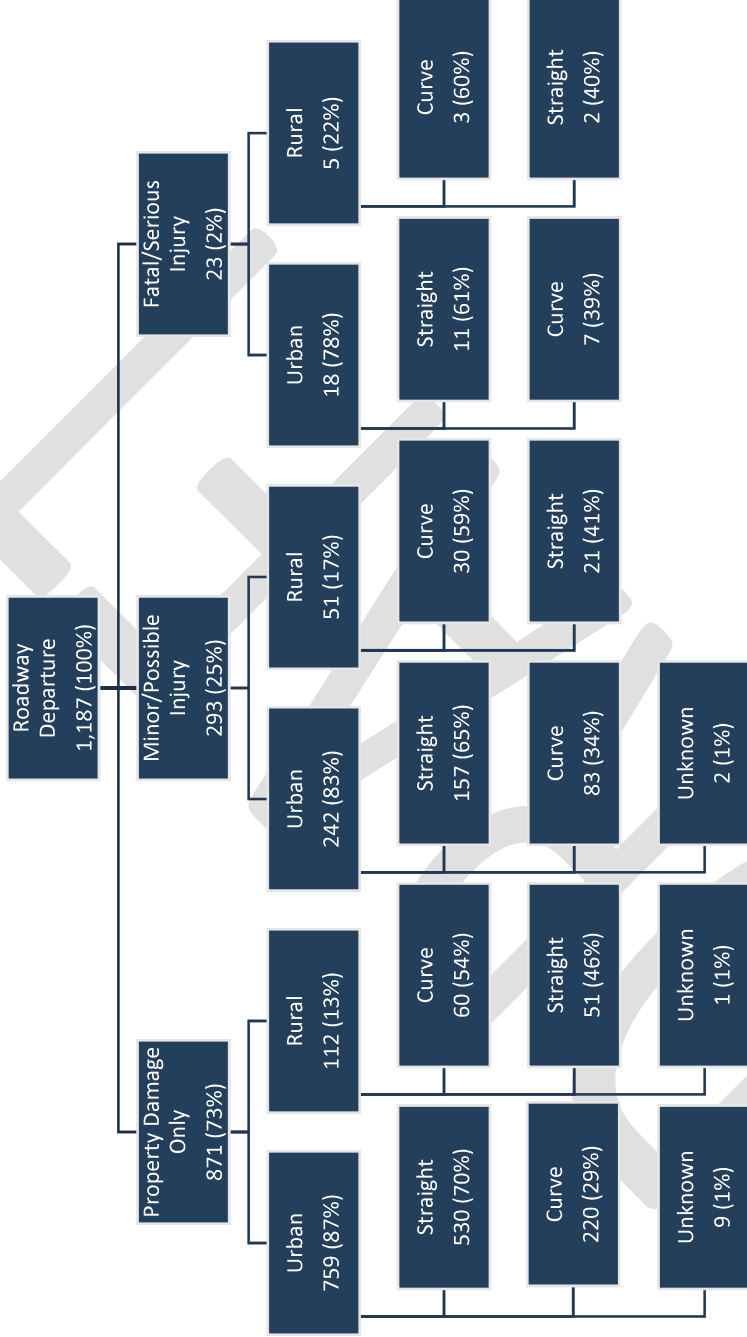 Roadway
Departure
1,187 (100%)
Property Damage
Only
871 (73%)
Minor/Possible
Injury
293 (25%)
Fatal/Serious
Injury
23 (2%)
Urban
759 (87%)
Rural
112 (13%)
Urban
242 (83%)
Rural
51 (17%)
Urban
18 (78%)
Rural
5 (22%)
Straight
530 (70%)
Curve
60 (54%)
Straight
157 (65%)
Curve
30 (59%)
Straight
11 (61%)
Curve
3 (60%)
Curve
220 (29%)
Straight
51 (46%)
Curve
83 (34%)
Straight
21 (41%)
Curve
7 (39%)
Straight
2 (40%)
Unknown
9 (1%)
Unknown
1 (1%)
Unknown
2 (1%)